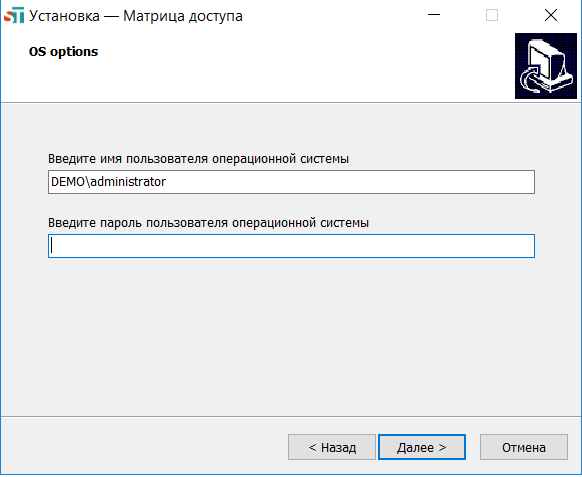 Установка — Матрица доступа
OS options
Введите имя пользователя операционной системы
DEMO\administrator
Введите пароль пользователя операционной системы
< Назад
Далее >
Отмена